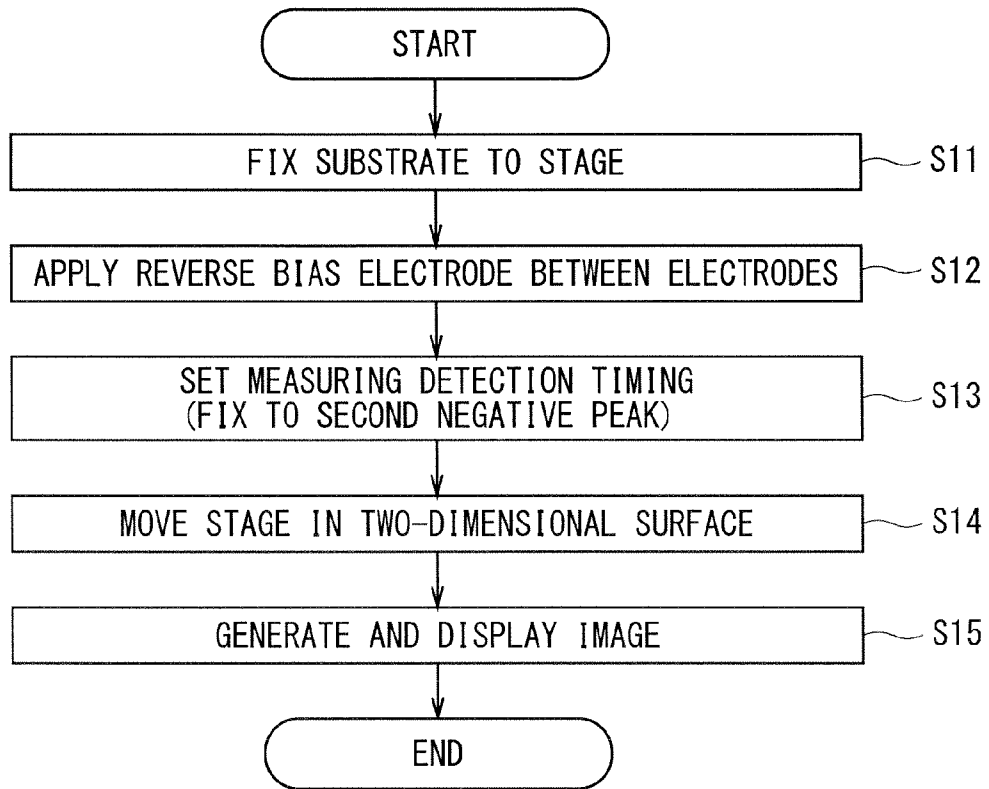 START
FIX SUBSTRATE TO STAGE
S11
APPLY REVERSE BIAS ELECTRODE BETWEEN ELECTRODES
S12
SET MEASURING DETECTION TIMING
(FIX TO SECOND NEGATIVE PEAK)
S13
MOVE STAGE IN TWO-DIMENSIONAL SURFACE
S14
GENERATE AND DISPLAY IMAGE
S15
END